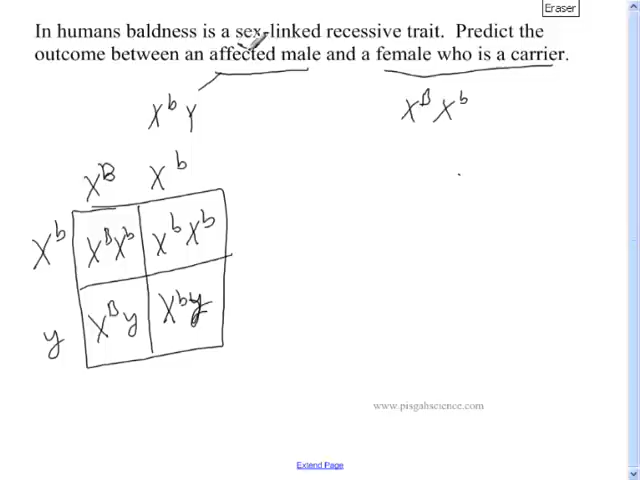 Eraser
In humans baldness is a sex-linked recessive trait. Predict the
outcome between an affected male and a female who is a carrier.
X^b Y X^B X^b
X^B X^b
X^b X^B X^b X^b X^b
y X^B y X^b y
www.pisgahscience.com
Extend Page